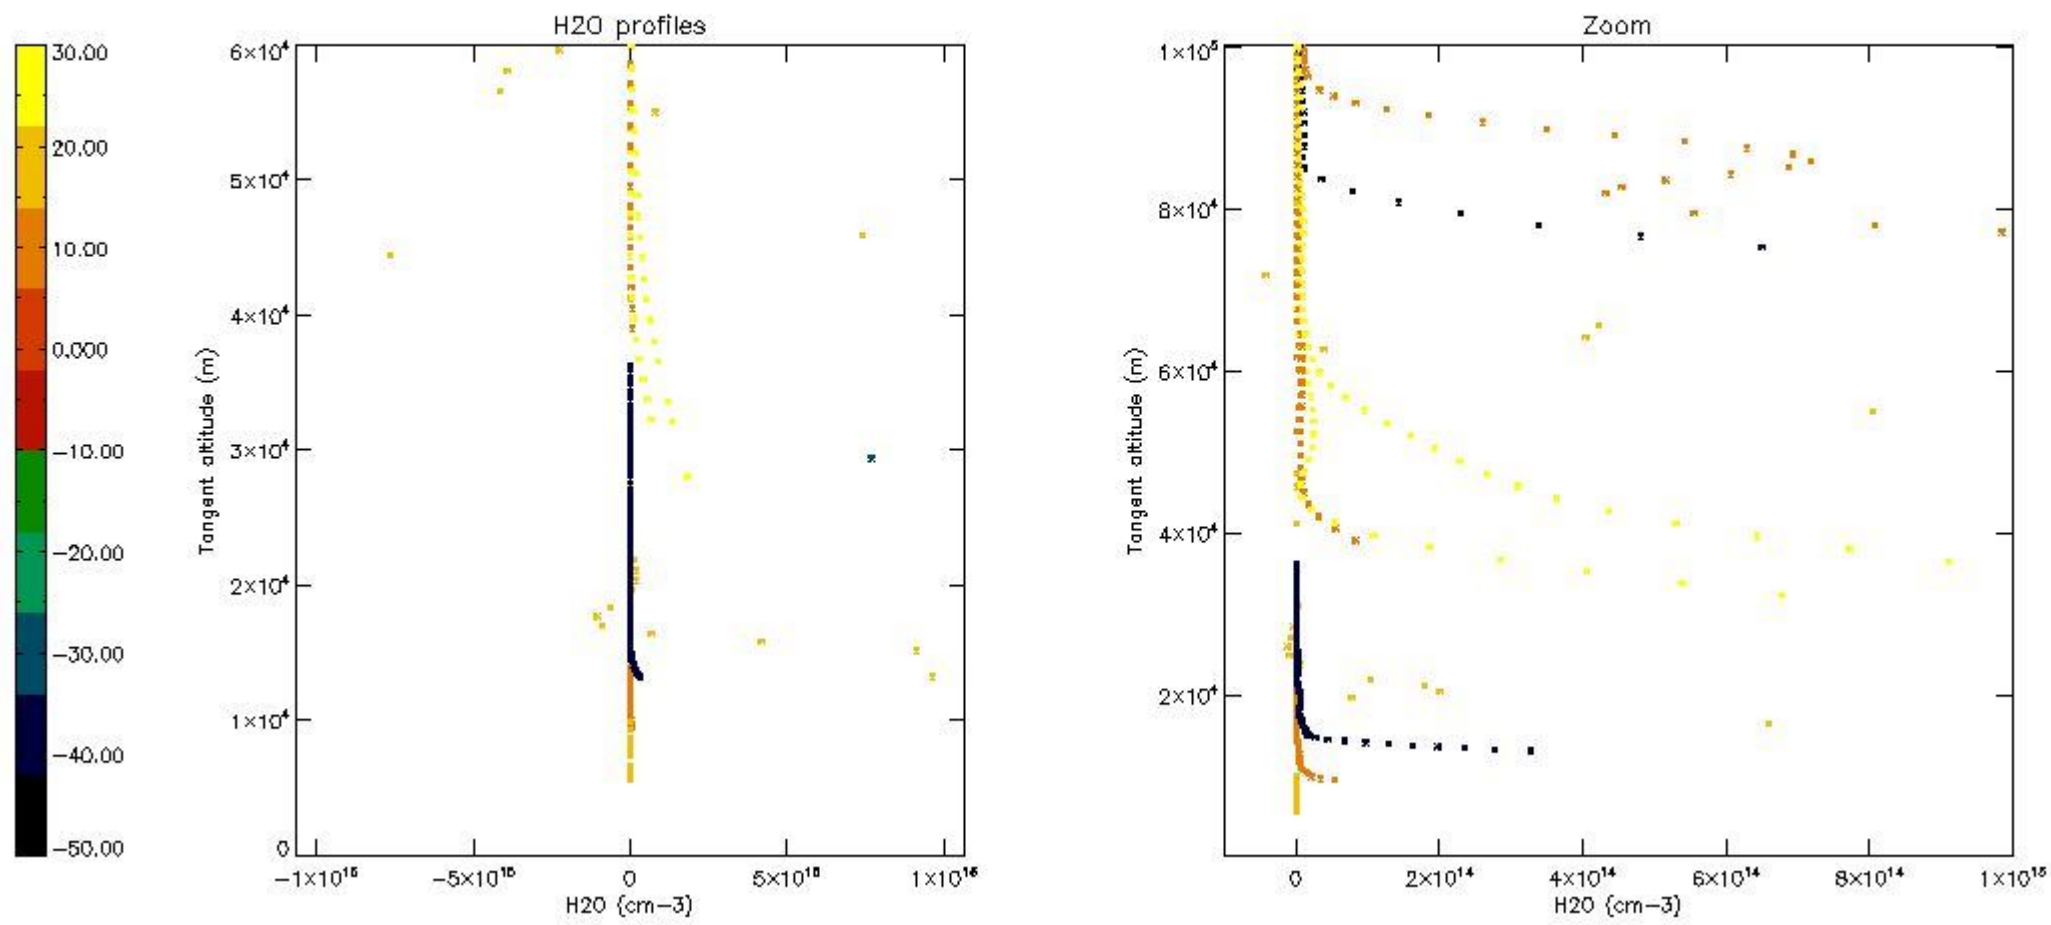 30.00
20.00
10.00
0.000
−10.00
−20.00
−30.00
−40.00
−50.00
H2O profiles
6×10⁴
5×10⁴
4×10⁴
3×10⁴
2×10⁴
1×10⁴
0
Tangent altitude (m)
−1×10¹⁶ −5×10¹⁵ 0 5×10¹⁵ 1×10¹⁶
H2O (cm−3)
Zoom
1×10⁵
8×10⁴
6×10⁴
4×10⁴
2×10⁴
Tangent altitude (m)
0 2×10¹⁴ 4×10¹⁴ 6×10¹⁴ 8×10¹⁴ 1×10¹⁵
H2O (cm−3)